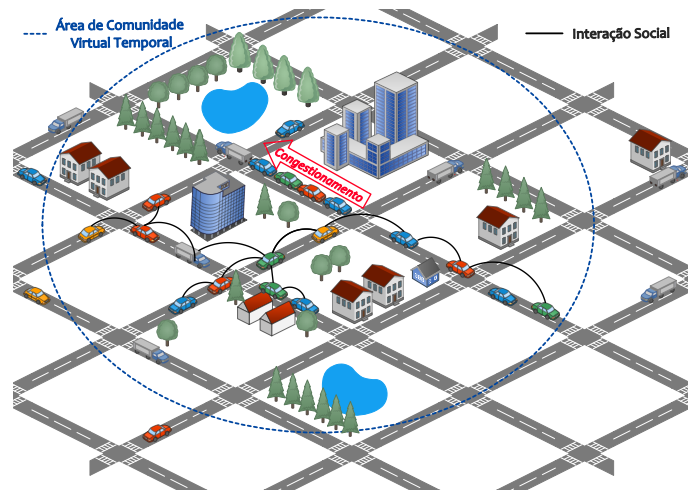 Área de Comunidade
Virtual Temporal
Interação Social
Congestionamento